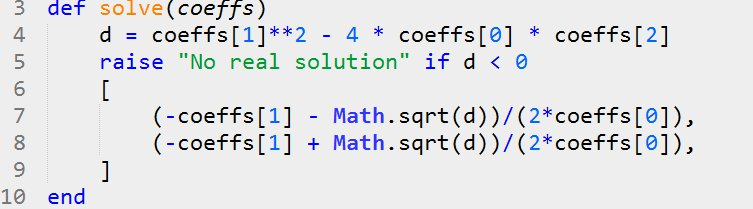 3 def solve(coeffs)
4     d = coeffs[1]**2 - 4 * coeffs[0] * coeffs[2]
5     raise "No real solution" if d < 0
6     [
7         (-coeffs[1] - Math.sqrt(d))/(2*coeffs[0]),
8         (-coeffs[1] + Math.sqrt(d))/(2*coeffs[0]),
9     ]
10 end